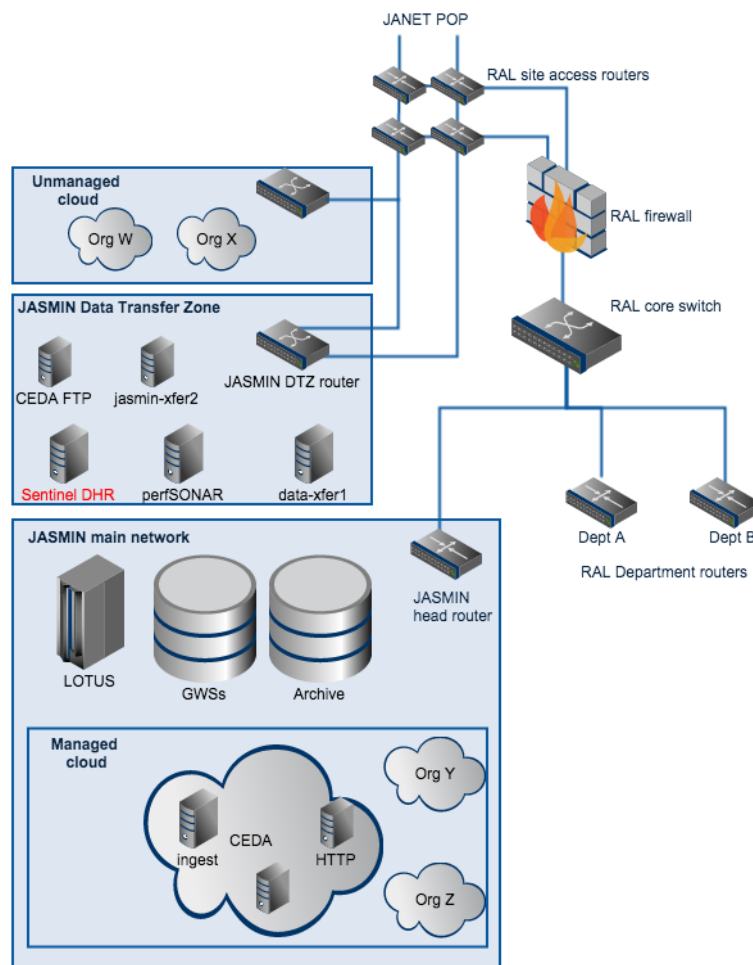 JANET POP
RAL site access routers
Unmanaged
cloud
Org W
Org X
RAL firewall
JASMIN Data Transfer Zone
RAL core switch
JASMIN DTZ router
CEDA FTP
jasmin-xfer2
Sentinel DHR
perfSONAR
data-xfer1
Dept A
Dept B
RAL Department routers
JASMIN main network
JASMIN
head router
LOTUS
GWSs
Archive
Managed
cloud
Org Y
CEDA
ingest
HTTP
Org Z